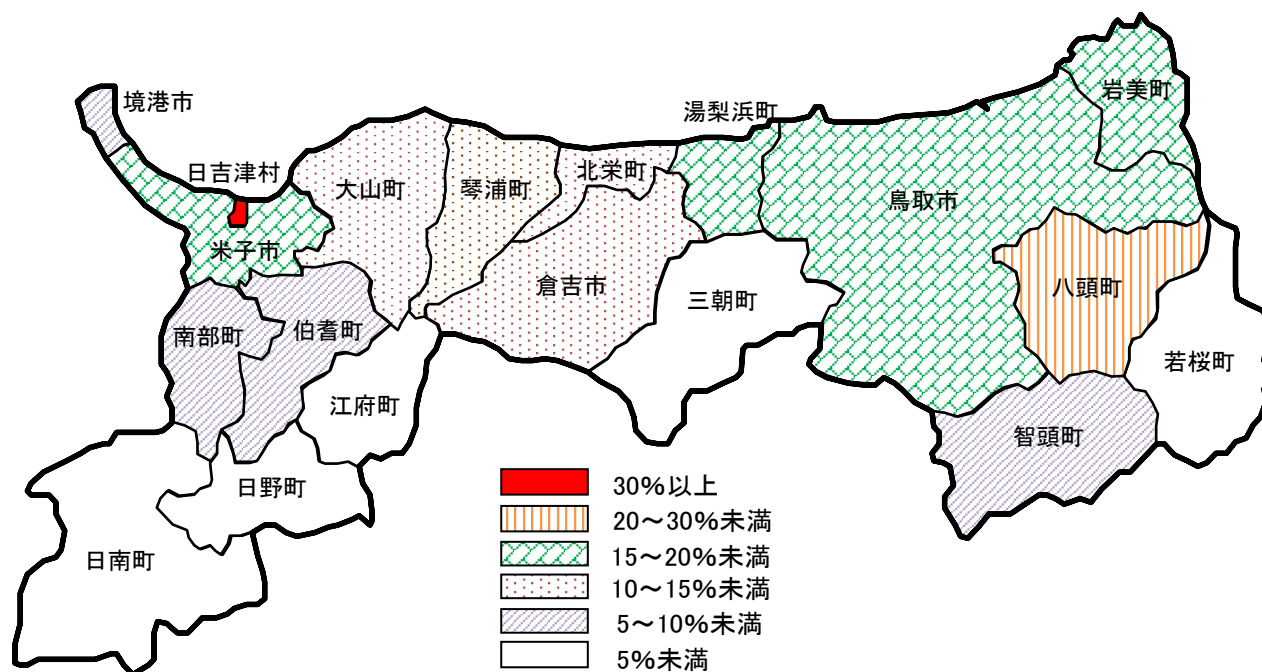 境港市
岩美町
湯梨浜町
日吉津村
北栄町
大山町
琴浦町
鳥取市
米子市
倉吉市
八頭町
三朝町
南部町
伯耆町
若桜町
江府町
智頭町
日野町
日南町
30%以上
20～30%未満
15～20%未満
10～15%未満
5～10%未満
5%未満